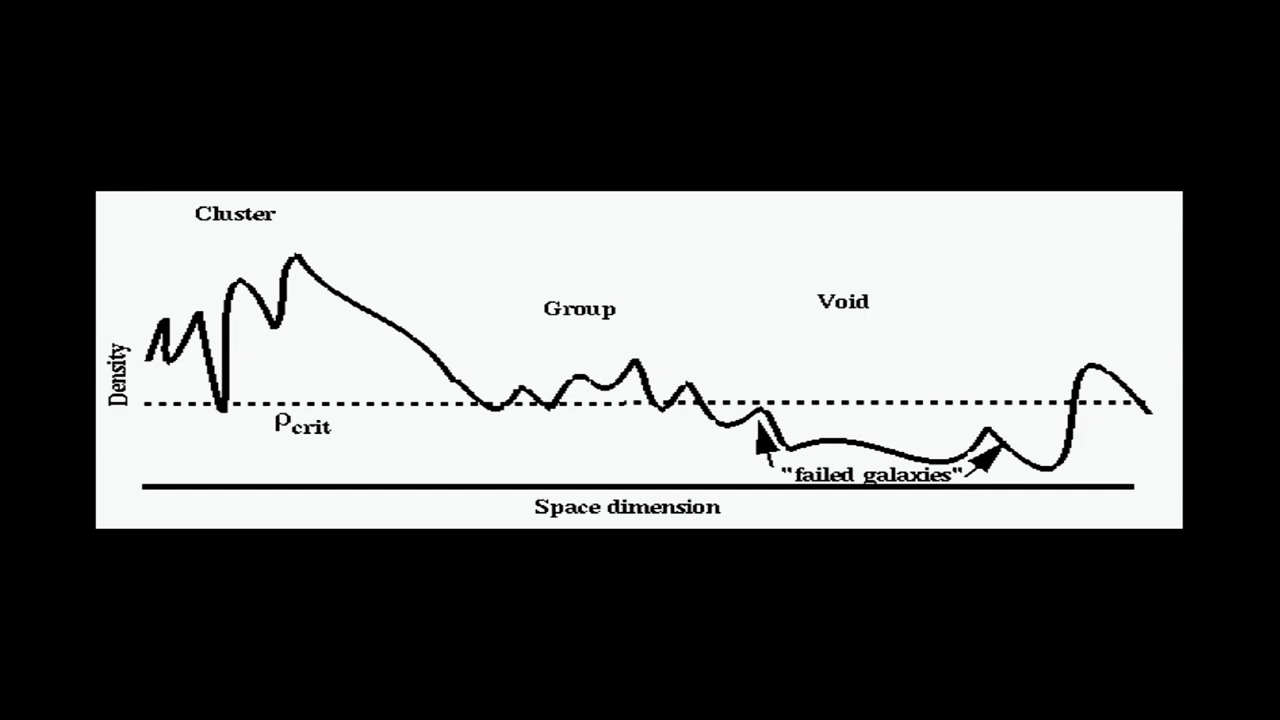 Cluster
Group
Void
Density
ρcrit
"failed galaxies"
Space dimension